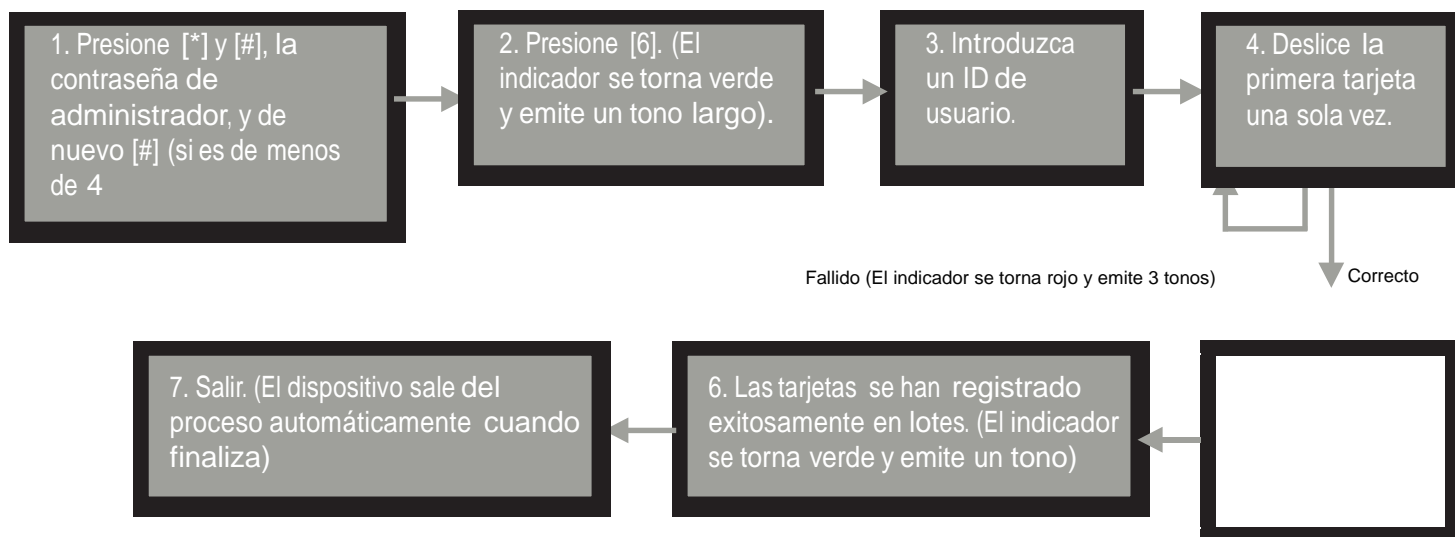 1. Presione [*] y [#], la
contraseña de
administrador, y de
nuevo [#] (si es de menos
de 4
2. Presione [6]. (El
indicador se torna verde
y emite un tono largo).
3. Introduzca
un ID de
usuario.
4. Deslice la
primera tarjeta
una sola vez.
Fallido (El indicador se torna rojo y emite 3 tonos)
Correcto
6. Las tarjetas se han registrado
exitosamente en lotes. (El indicador
se torna verde y emite un tono)
7. Salir. (El dispositivo sale del
proceso automáticamente cuando
finaliza)